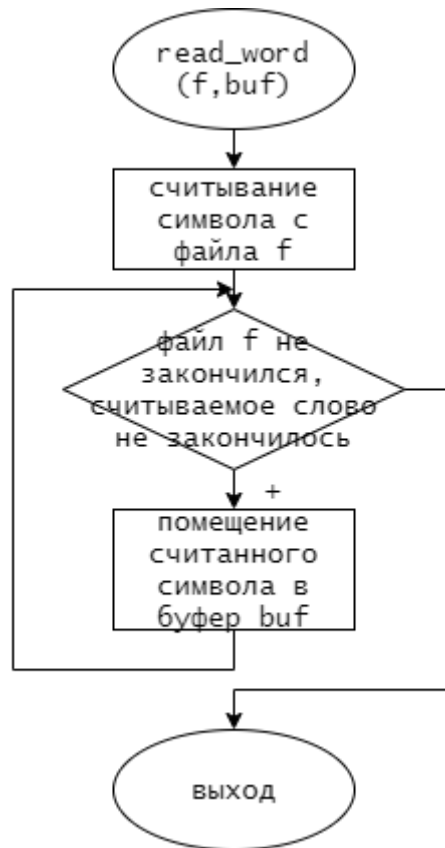 read_word
(f,buf)
считывание
символа с
файла f
файл f не
закончился,
считываемое слово
не закончилось
+
помещение
считанного
символа в
буфер buf
выход